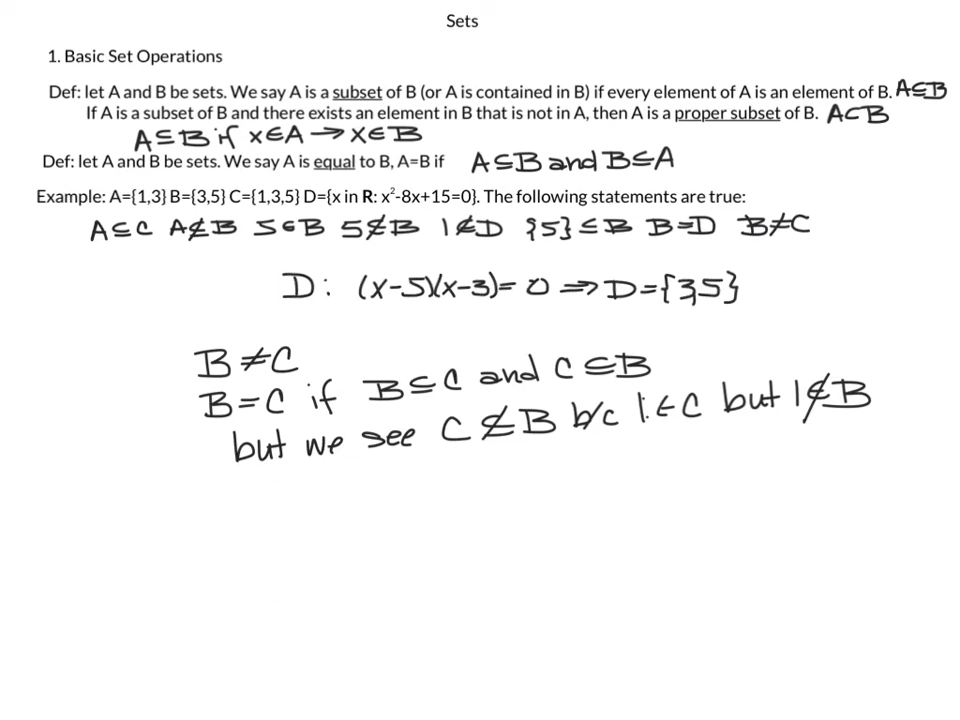 Sets
1. Basic Set Operations
Def: let A and B be sets. We say A is a subset of B (or A is contained in B) if every element of A is an element of B. A⊆B
If A is a subset of B and there exists an element in B that is not in A, then A is a proper subset of B. A⊂B
A⊆B if x∈A → x∈B
Def: let A and B be sets. We say A is equal to B, A=B if A⊆B and B⊆A
Example: A={1,3} B={3,5} C={1,3,5} D={x in R: x²-8x+15=0}. The following statements are true:
A⊆C A⊈B 5∈B 5⊈B 1∉D {5}⊆B B=D B≠C
D: (x-5)(x-3)=0 ⇒ D={3,5}
B≠C
B=C if B⊆C and C⊆B
but we see C⊈B b/c 1∈C but 1∉B